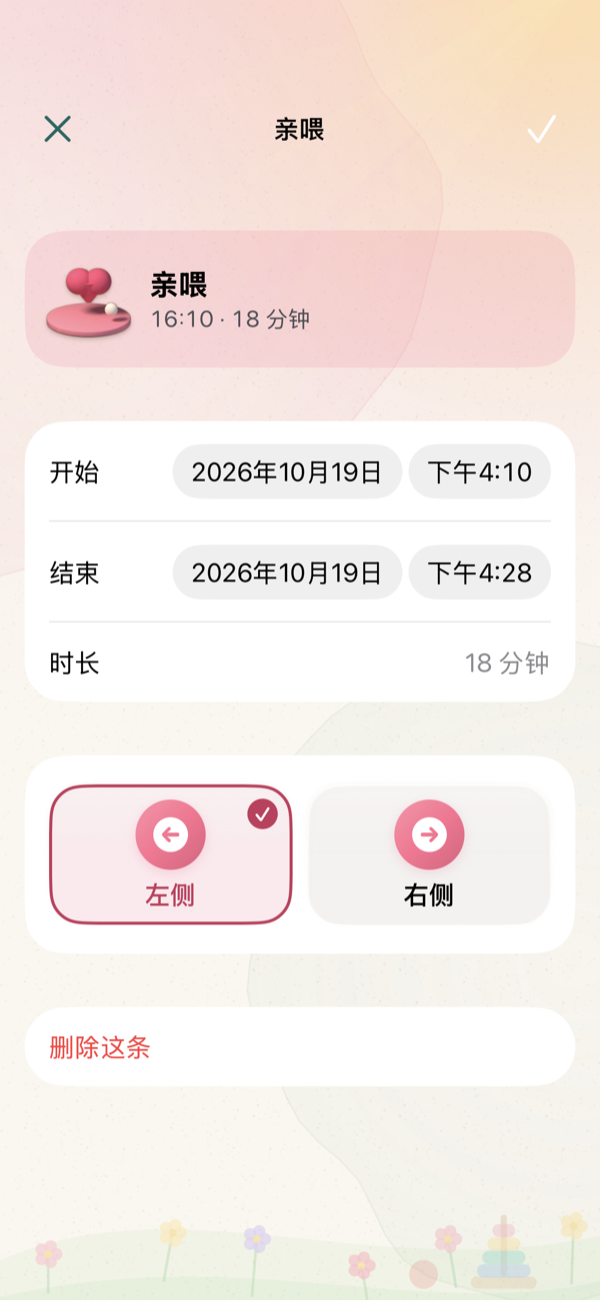 亲喂
亲喂
16:10 · 18 分钟
开始 2026年10月19日 下午4:10
结束 2026年10月19日 下午4:28
时长 18 分钟
左侧 右侧
删除这条